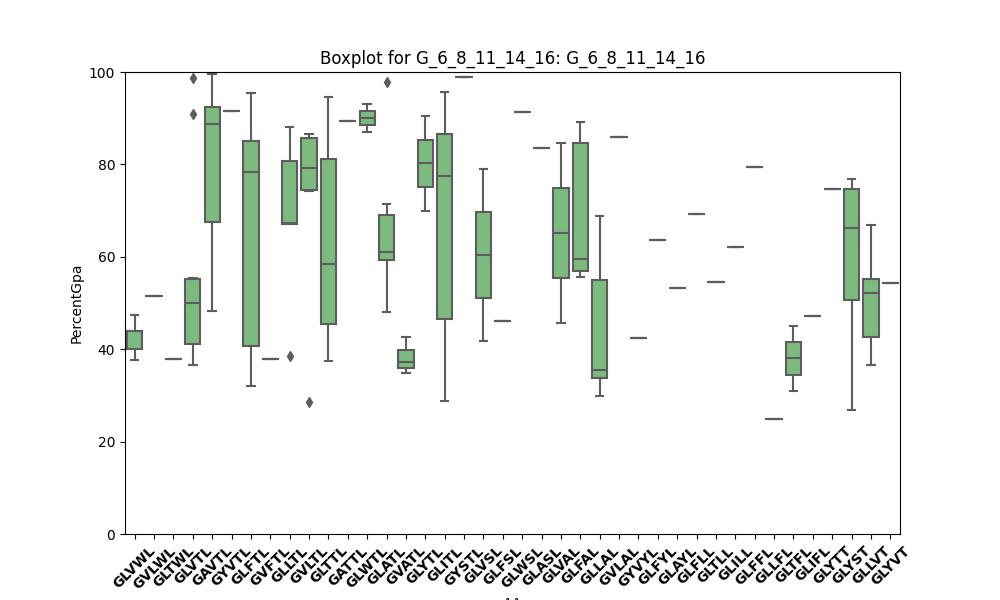 Boxplot for G_6_8_11_14_16: G_6_8_11_14_16
100
80
60
40
20
0
PercentGpa
GLVWL
GVLWL
GLTWL
GLVTL
GAVTL
GYVTL
GLFTL
GVFTL
GLLTL
GVLTL
GLTTL
GATTL
GLWTL
GLATL
GVATL
GLYTL
GLITL
GYSTL
GLVSL
GLFSL
GLWSL
GLASL
GLVAL
GLFAL
GLLAL
GVLAL
GYVYL
GLFYL
GLAYL
GLFLL
GLTLL
GLILL
GLFFL
GLLFL
GLTFL
GLIFL
GLYTT
GLYST
GLLVT
GLYVT